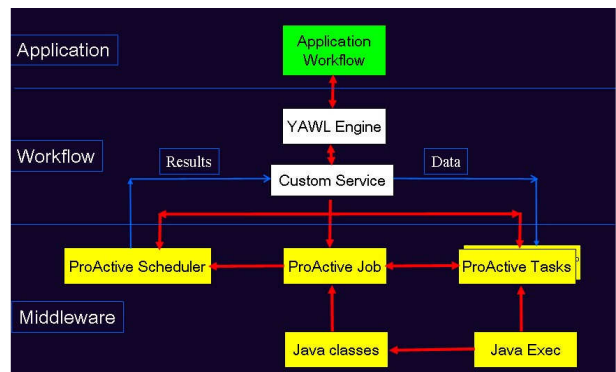 Application
Application
Workflow
YAWL Engine
Workflow
Results
Data
Custom Service
ProActive Scheduler
ProActive Job
ProActive Tasks
Middleware
Java classes
Java Exec